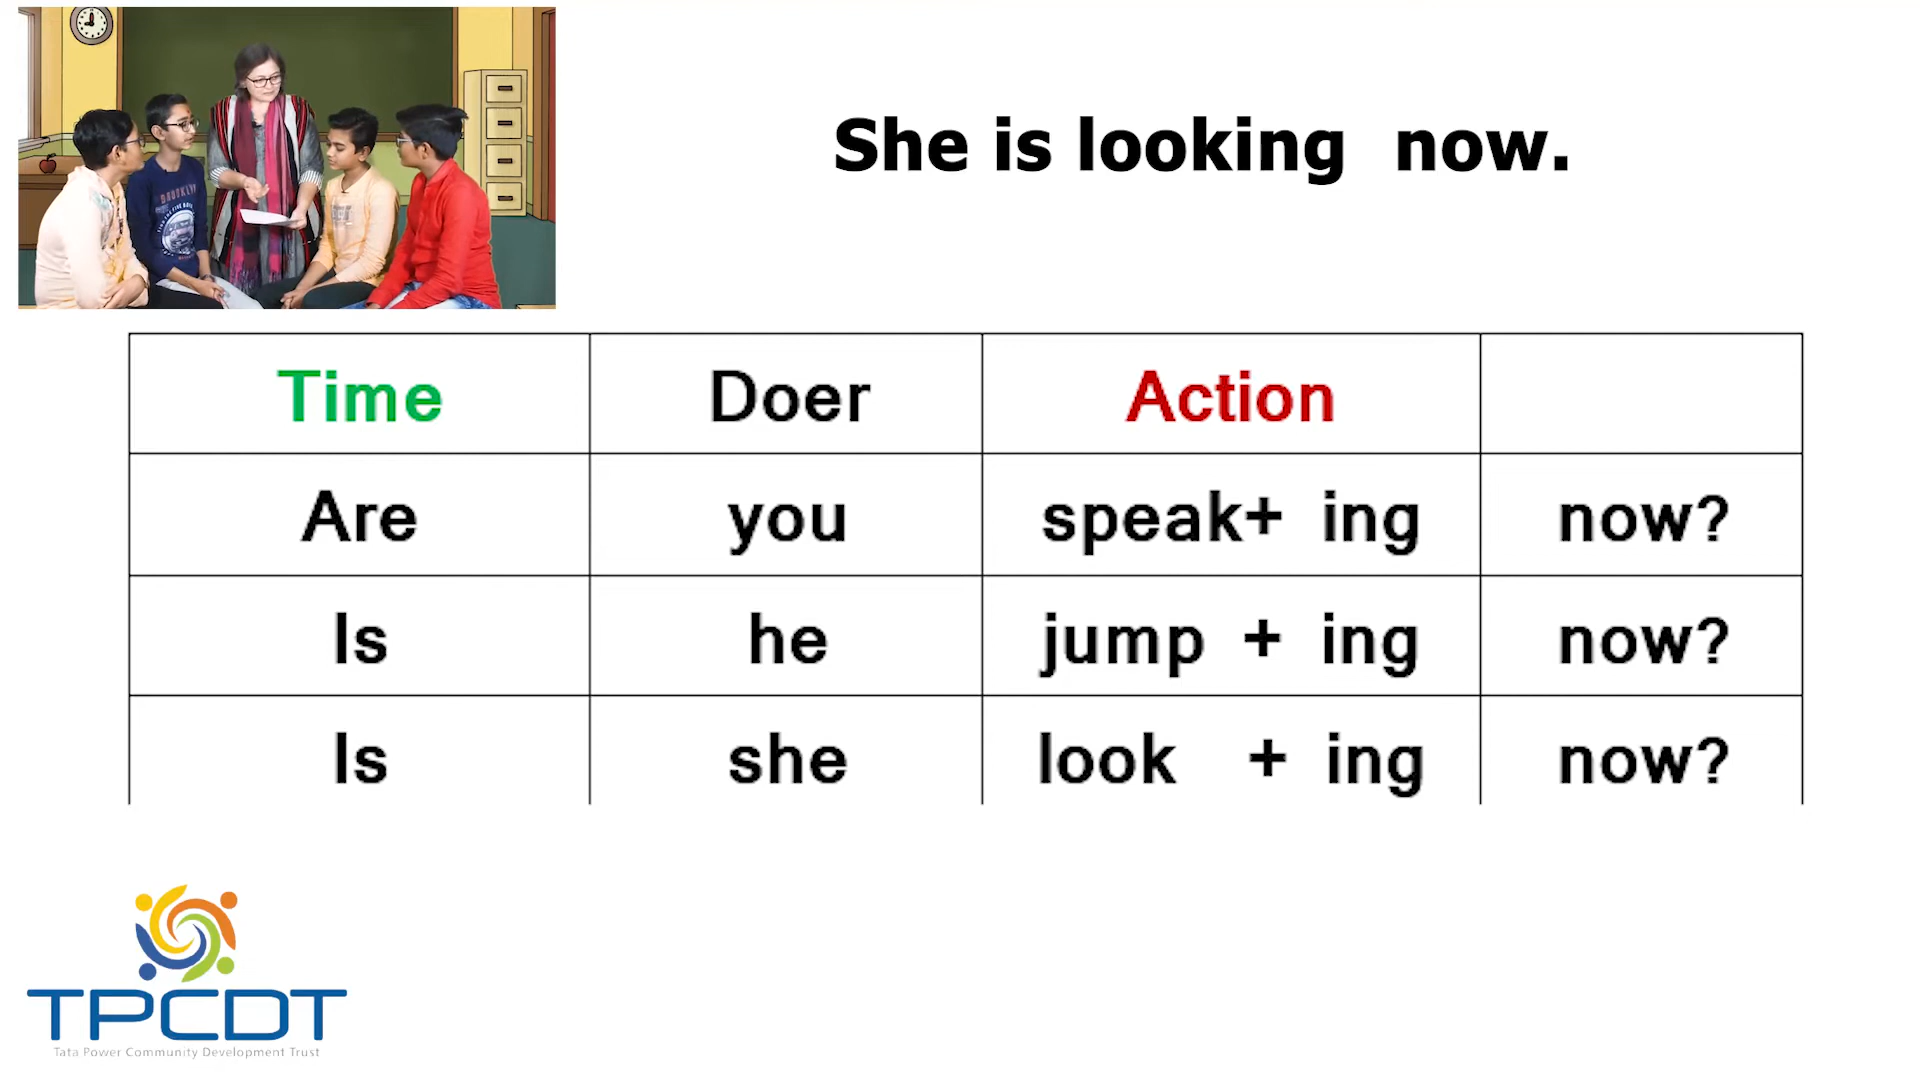 She is looking now.
Time Doer Action
Are you speak+ ing now?
Is he jump + ing now?
Is she look + ing now?
TPCDT
Tata Power Community Development Trust